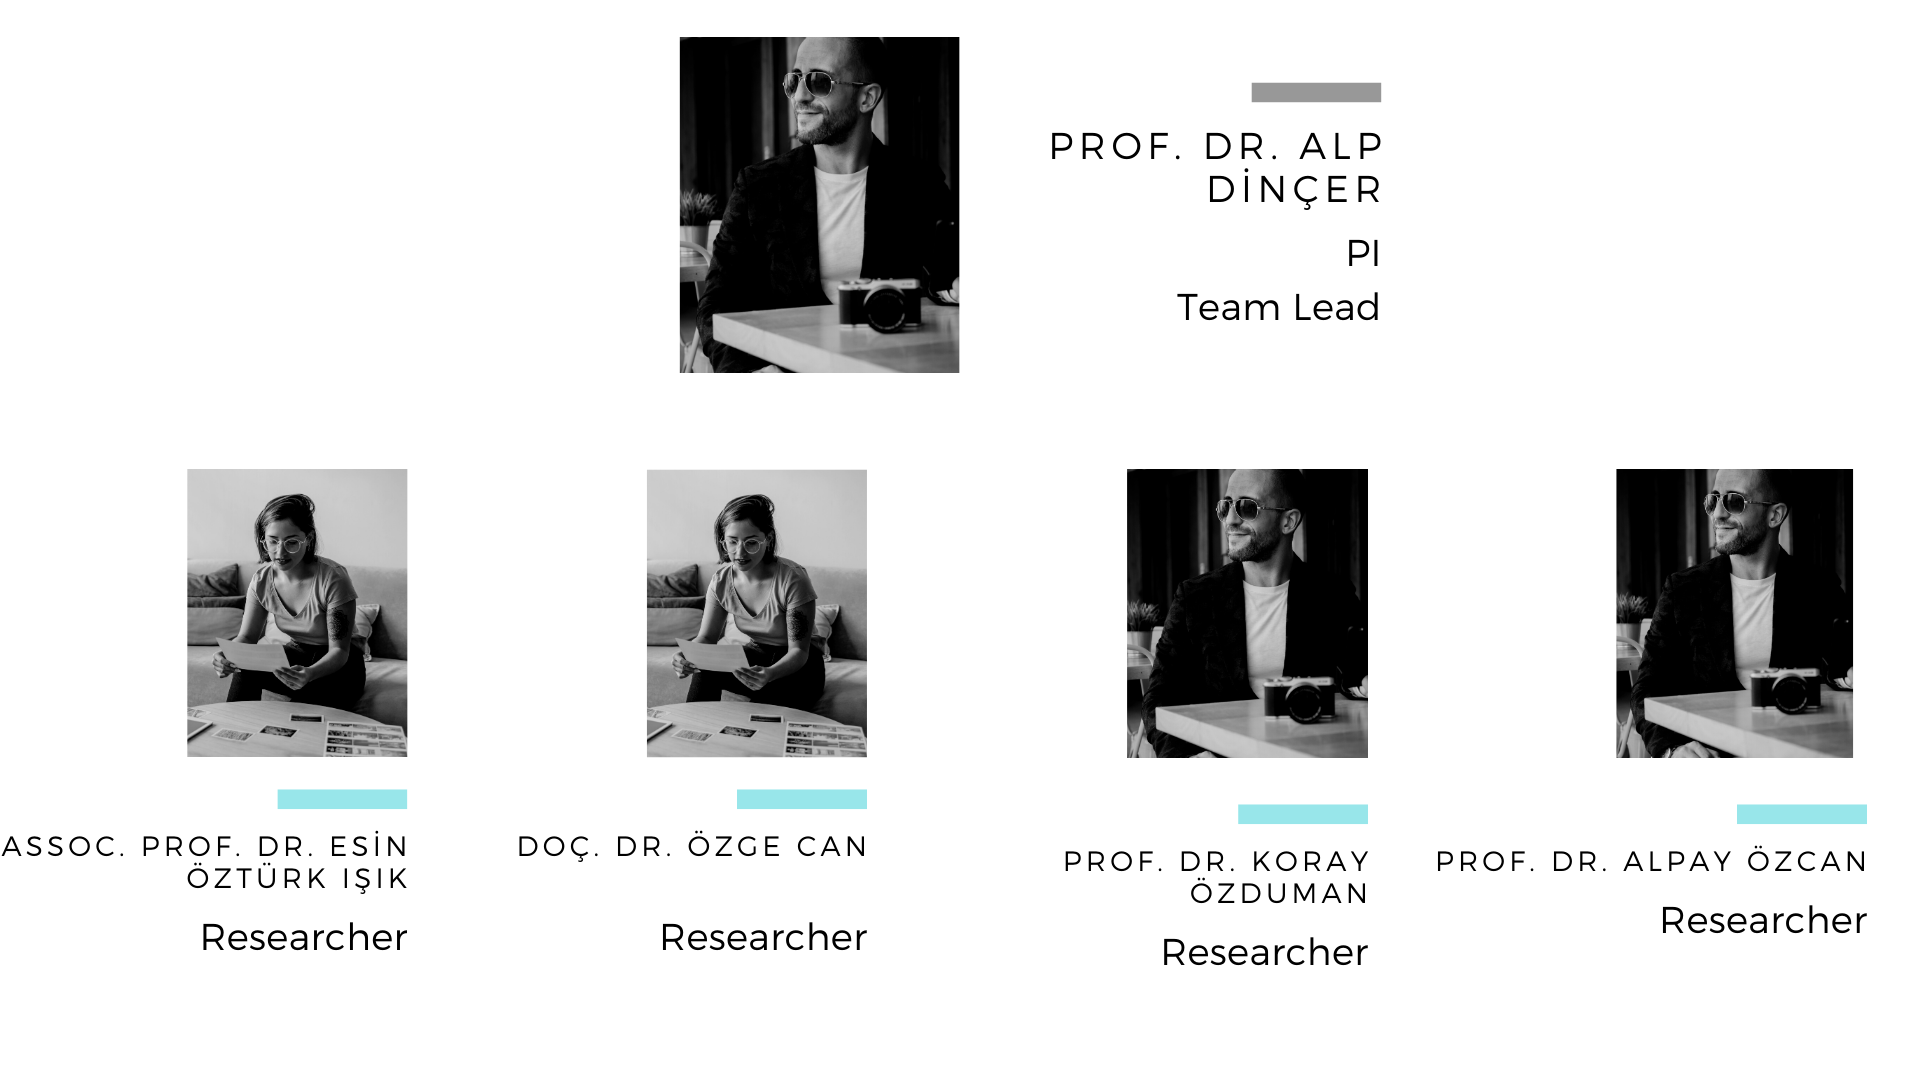 PROF. DR. ALP
DİNÇER
PI
Team Lead
ASSOC. PROF. DR. ESİN
ÖZTÜRK IŞIK
Researcher
DOÇ. DR. ÖZGE CAN
Researcher
PROF. DR. KORAY
ÖZDUMAN
Researcher
PROF. DR. ALPAY ÖZCAN
Researcher